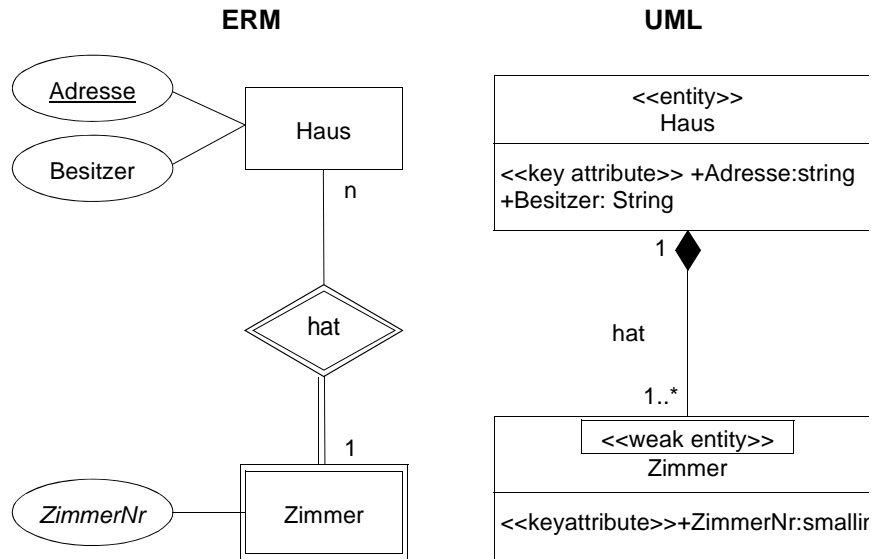 ERM
Adresse
Besitzer
Haus
n
hat
1
ZimmerNr
Zimmer
UML
<<entity>>
Haus
<<key attribute>> +Adresse:string
+Besitzer: String
1
hat
1..*
<<weak entity>>
Zimmer
<<keyattribute>>+ZimmerNr:smallin